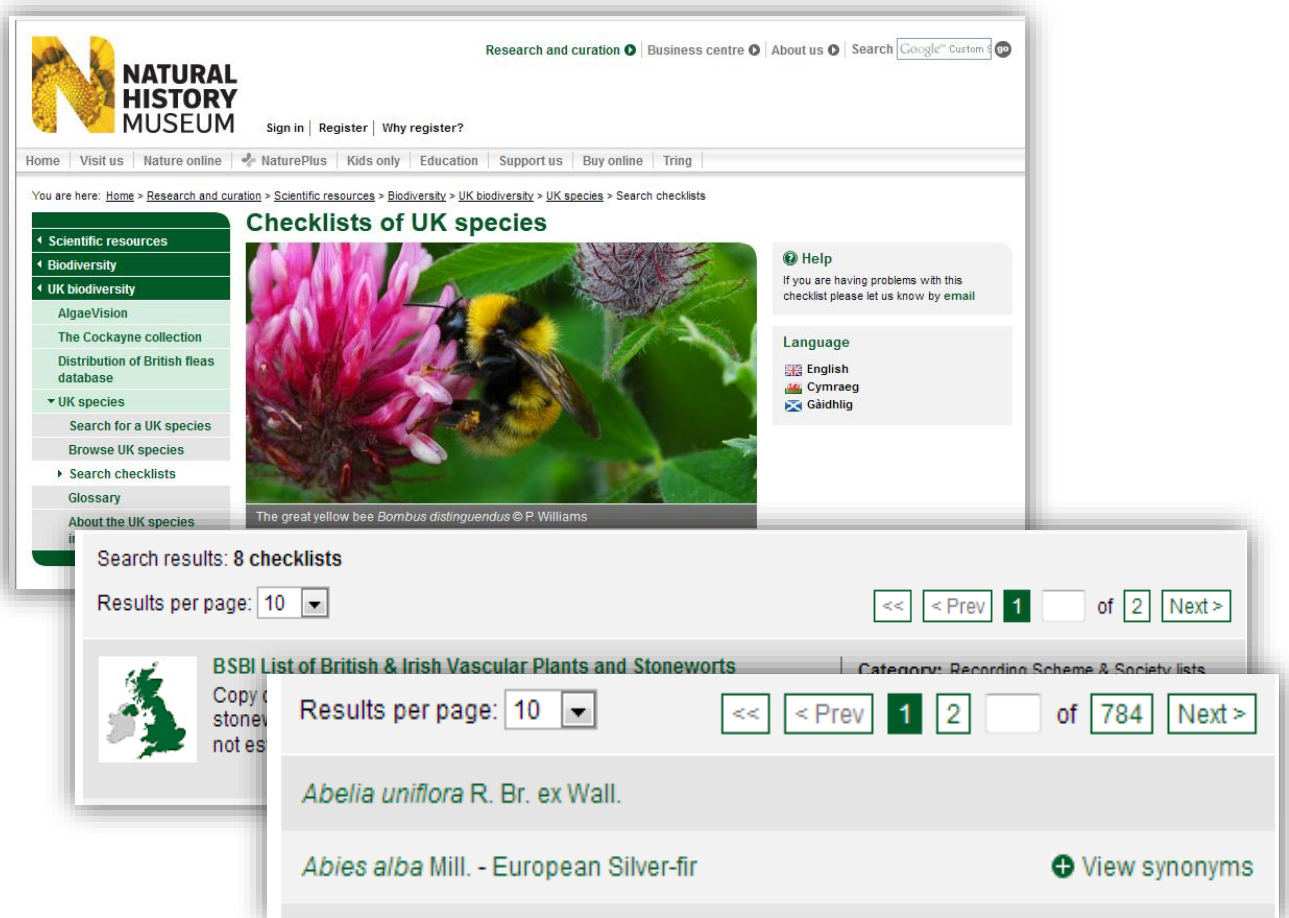 Research and curation Business centre About us Search Google™ Custom go
NATURAL
HISTORY
MUSEUM
Sign in | Register | Why register?
Home Visit us Nature online NaturePlus Kids only Education Support us Buy online Tring
You are here: Home > Research and curation > Scientific resources > Biodiversity > UK biodiversity > UK species > Search checklists
Scientific resources
Biodiversity
UK biodiversity
AlgaeVision
The Cockayne collection
Distribution of British fleas
database
UK species
Search for a UK species
Browse UK species
Search checklists
Glossary
About the UK species
Checklists of UK species
The great yellow bee Bombus distinguendus © P. Williams
Help
If you are having problems with this
checklist please let us know by email
Language
English
Cymraeg
Gàidhlig
Search results: 8 checklists
Results per page: 10 << < Prev 1 of 2 Next >
BSBI List of British & Irish Vascular Plants and Stoneworts
Category: Recording Scheme & Society lists
Copy
stonew
not es
Results per page: 10 << < Prev 1 2 of 784 Next >
Abelia uniflora R. Br. ex Wall.
Abies alba Mill. - European Silver-fir View synonyms